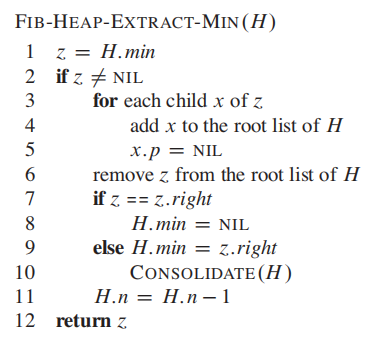 FIB-HEAP-EXTRACT-MIN(H)
1 z = H.min
2 if z ≠ NIL
3 for each child x of z
4 add x to the root list of H
5 x.p = NIL
6 remove z from the root list of H
7 if z == z.right
8 H.min = NIL
9 else H.min = z.right
10 CONSOLIDATE(H)
11 H.n = H.n − 1
12 return z